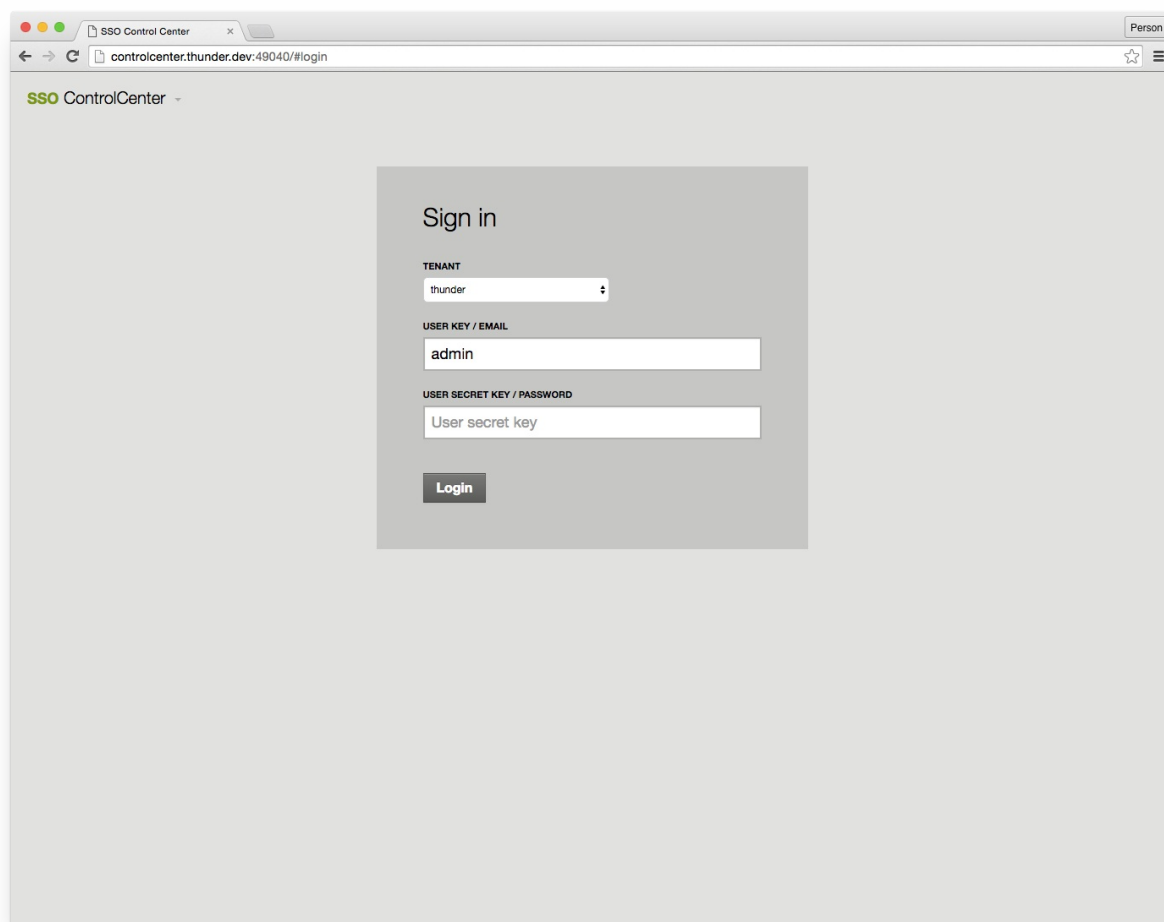 SSO Control Center
Person
controlcenter.thunder.dev:49040/#login
SSO ControlCenter
Sign in
TENANT
thunder
USER KEY / EMAIL
admin
USER SECRET KEY / PASSWORD
User secret key
Login